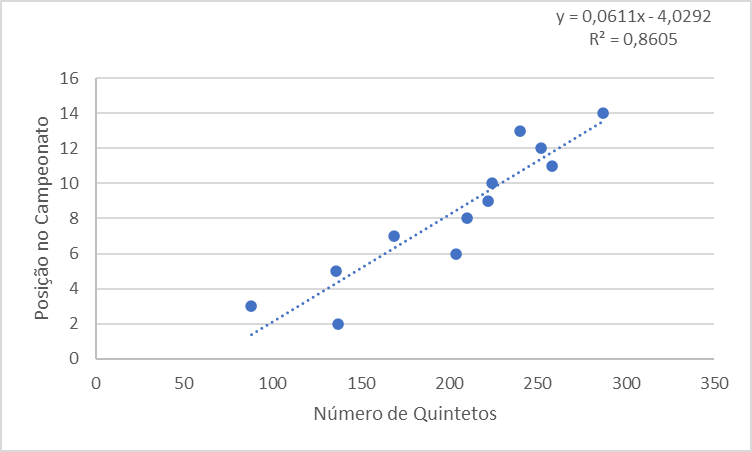 y = 0,0611x - 4,0292
R² = 0,8605
16
14
12
10
8
6
4
2
0
Posição no Campeonato
0 50 100 150 200 250 300 350
Número de Quintetos